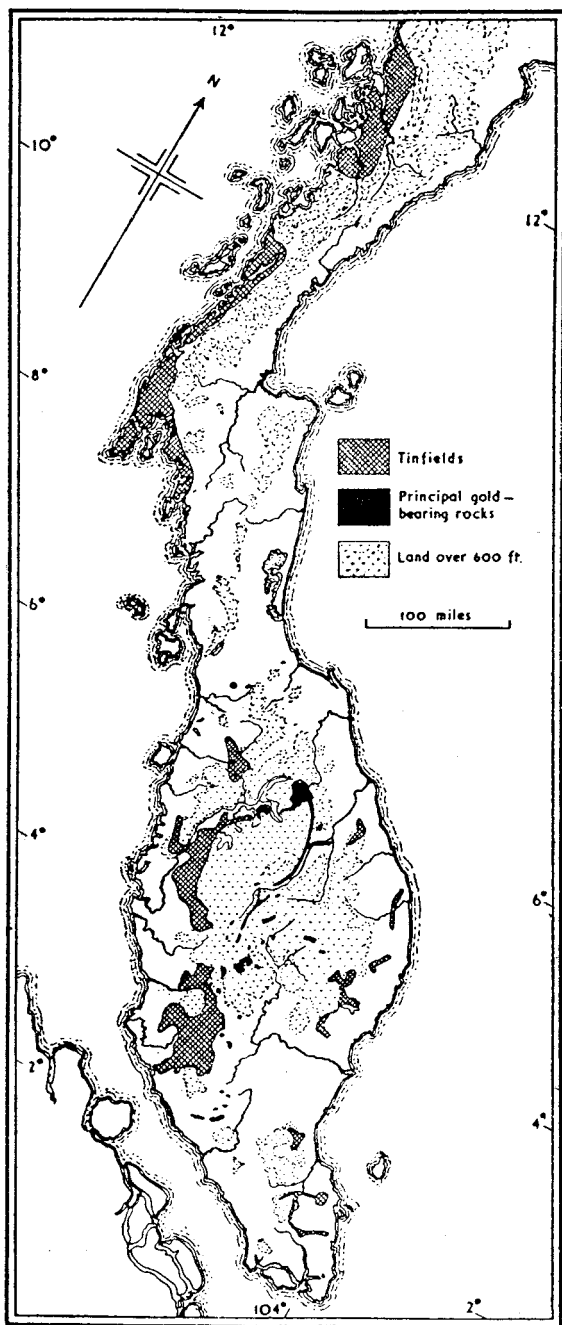 12°
N
10°
12°
8°
Tinfields
Principal gold—
bearing rocks
Land over 600 ft.
100 miles
6°
4°
6°
2°
4°
104°
2°